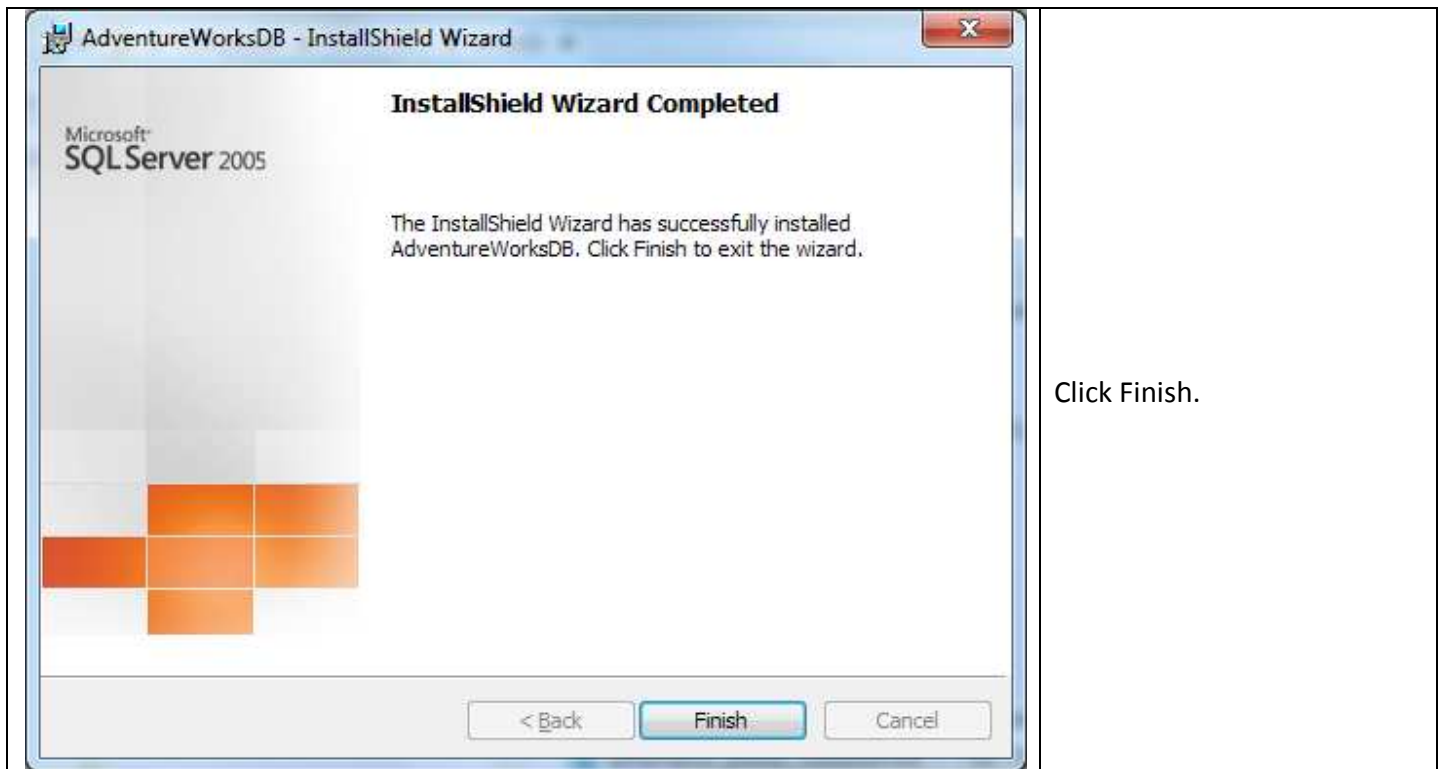 AdventureWorksDB - InstallShield Wizard
InstallShield Wizard Completed
Microsoft
SQL Server 2005
The InstallShield Wizard has successfully installed
AdventureWorksDB. Click Finish to exit the wizard.
Click Finish.
< Back
Finish
Cancel